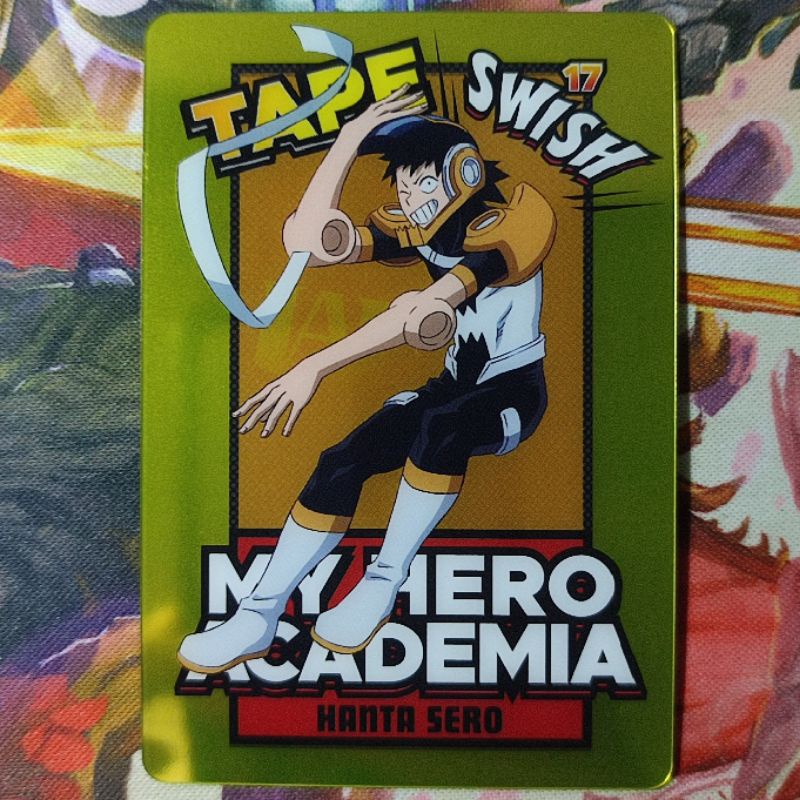 TAPE
SWISH
17
MY HERO
ACADEMIA
HANTA SERO